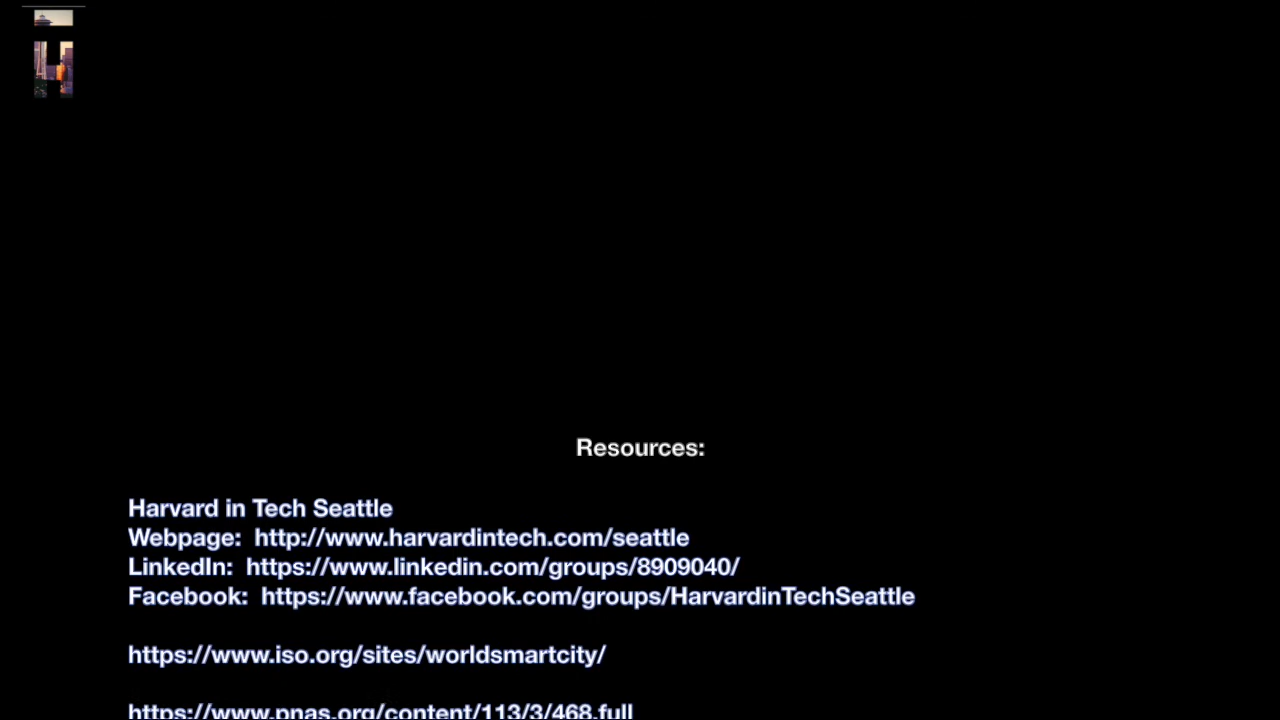 Resources:
Harvard in Tech Seattle
Webpage: http://www.harvardintech.com/seattle
LinkedIn: https://www.linkedin.com/groups/8909040/
Facebook: https://www.facebook.com/groups/HarvardinTechSeattle
https://www.iso.org/sites/worldsmartcity/
https://www.pnas.org/content/113/3/468.full